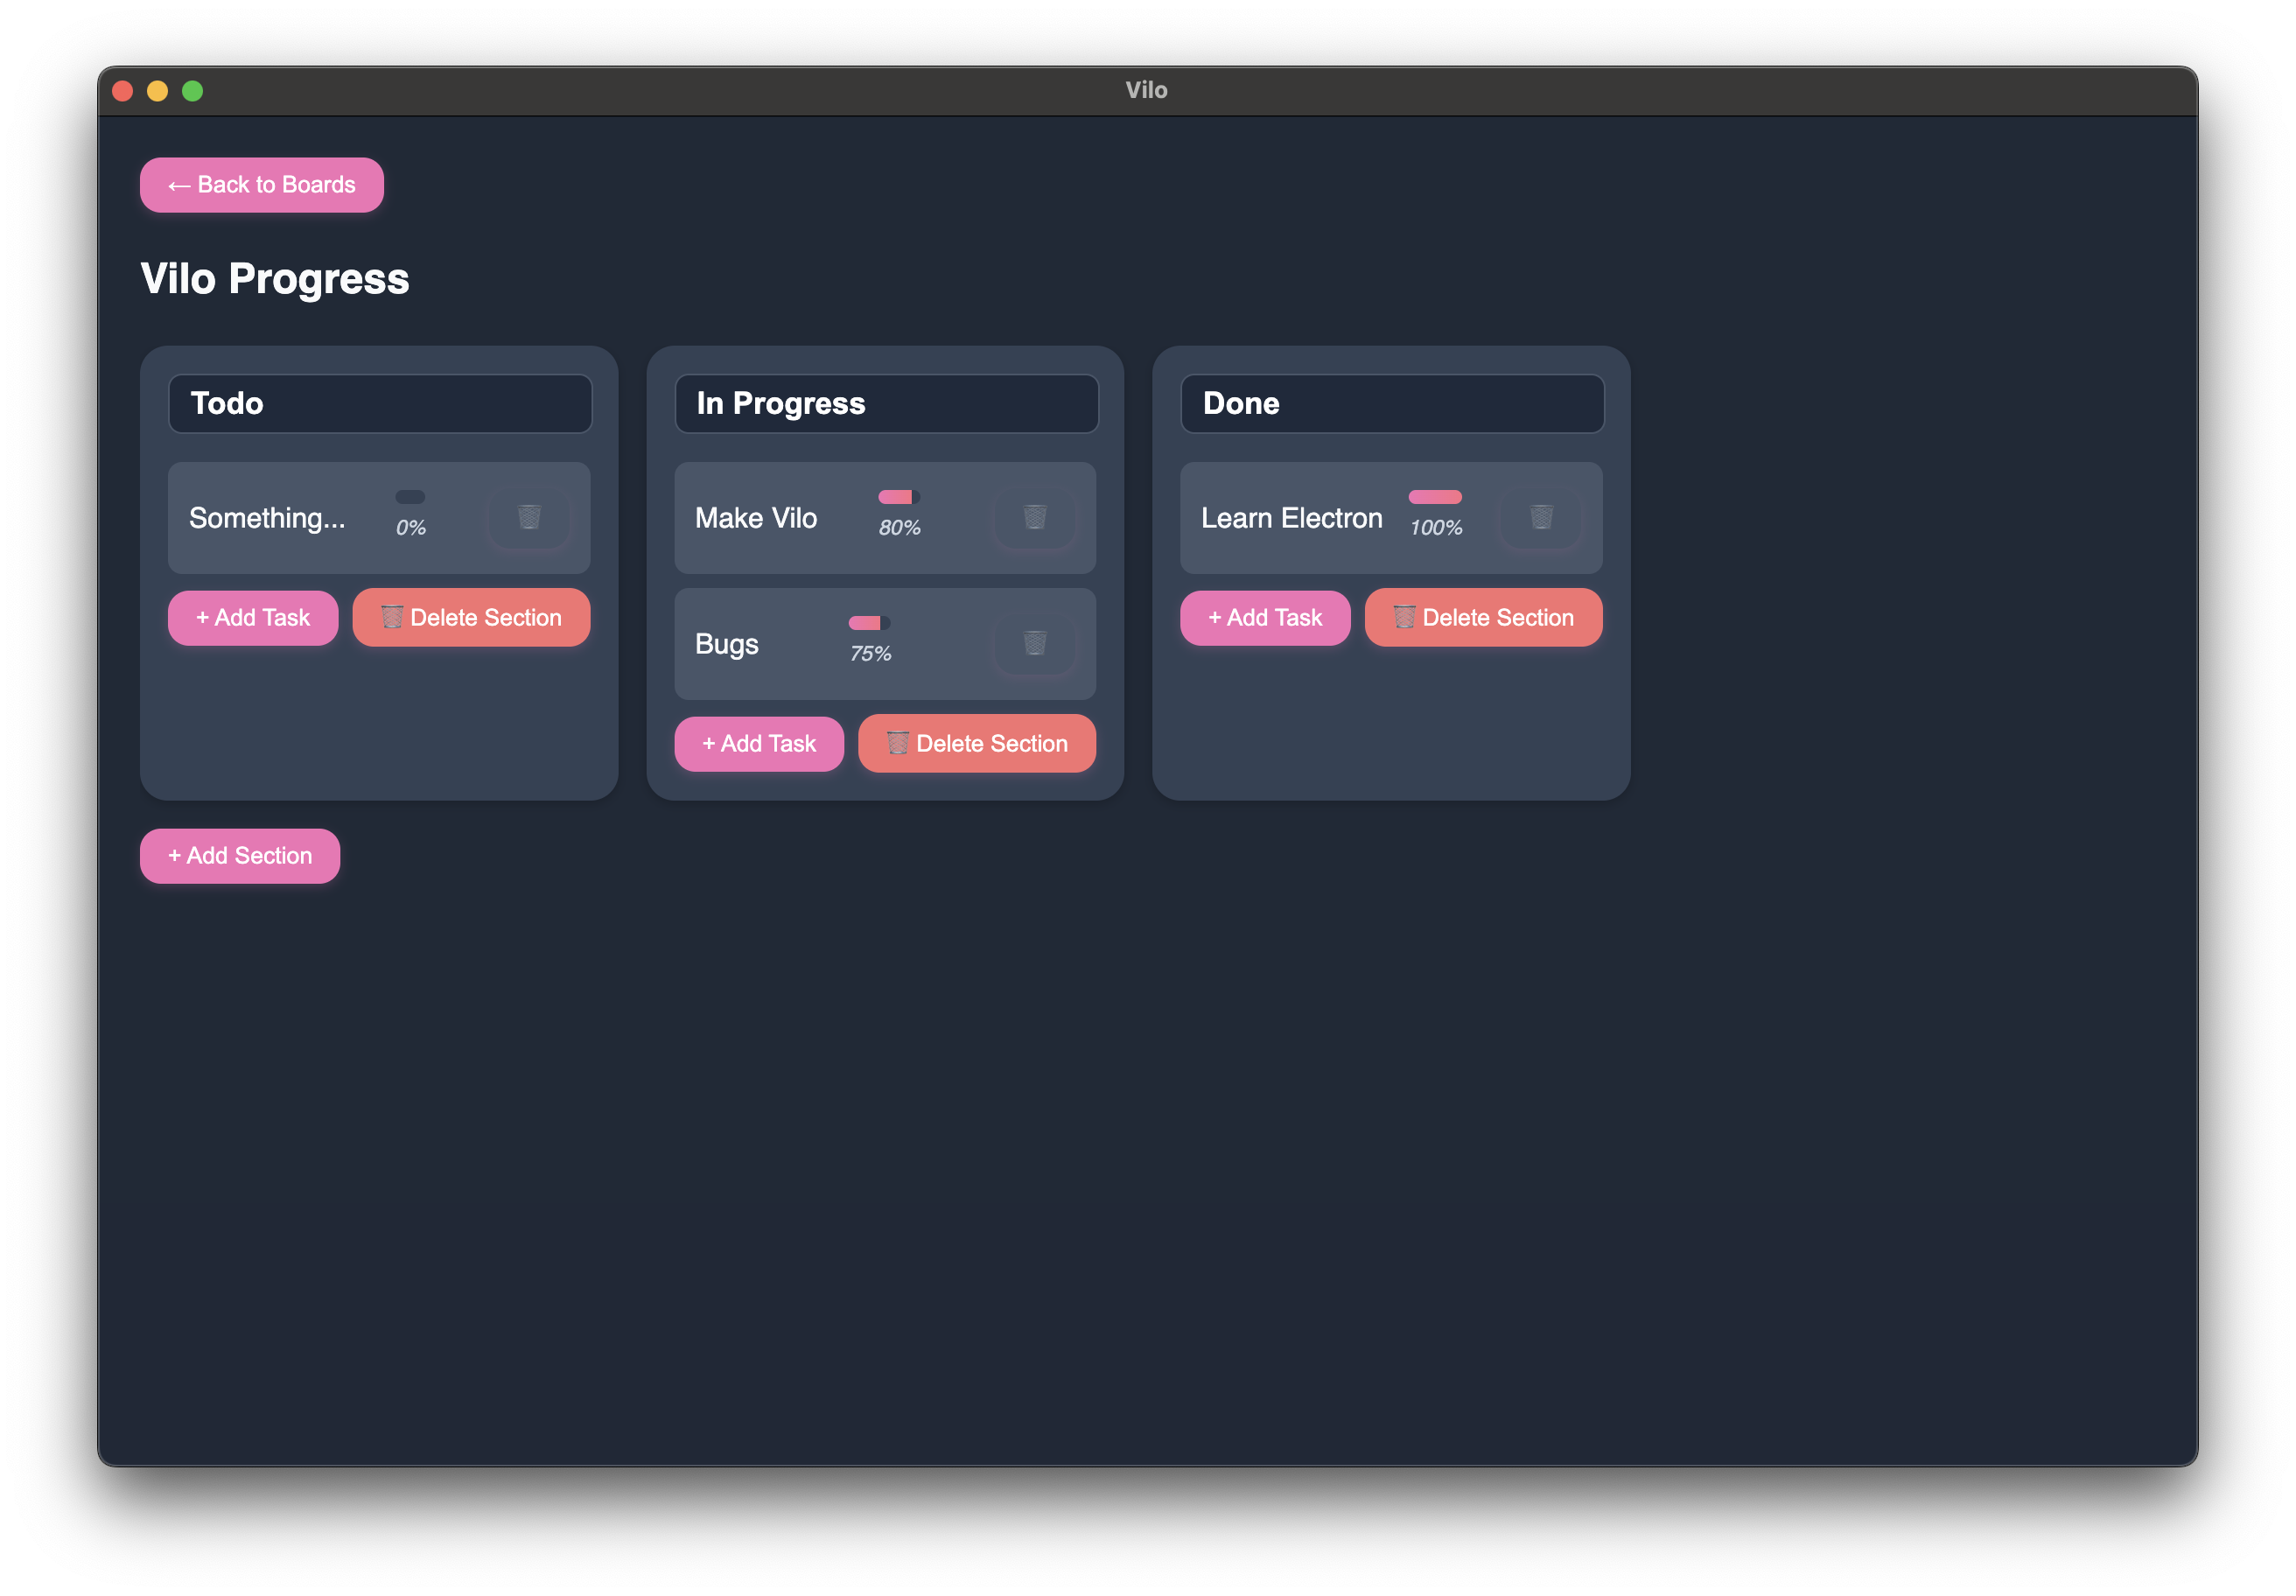 Vilo
← Back to Boards
Vilo Progress
Todo
Something...
0%
+ Add Task
Delete Section
In Progress
Make Vilo
80%
Bugs
75%
+ Add Task
Delete Section
Done
Learn Electron
100%
+ Add Task
Delete Section
+ Add Section